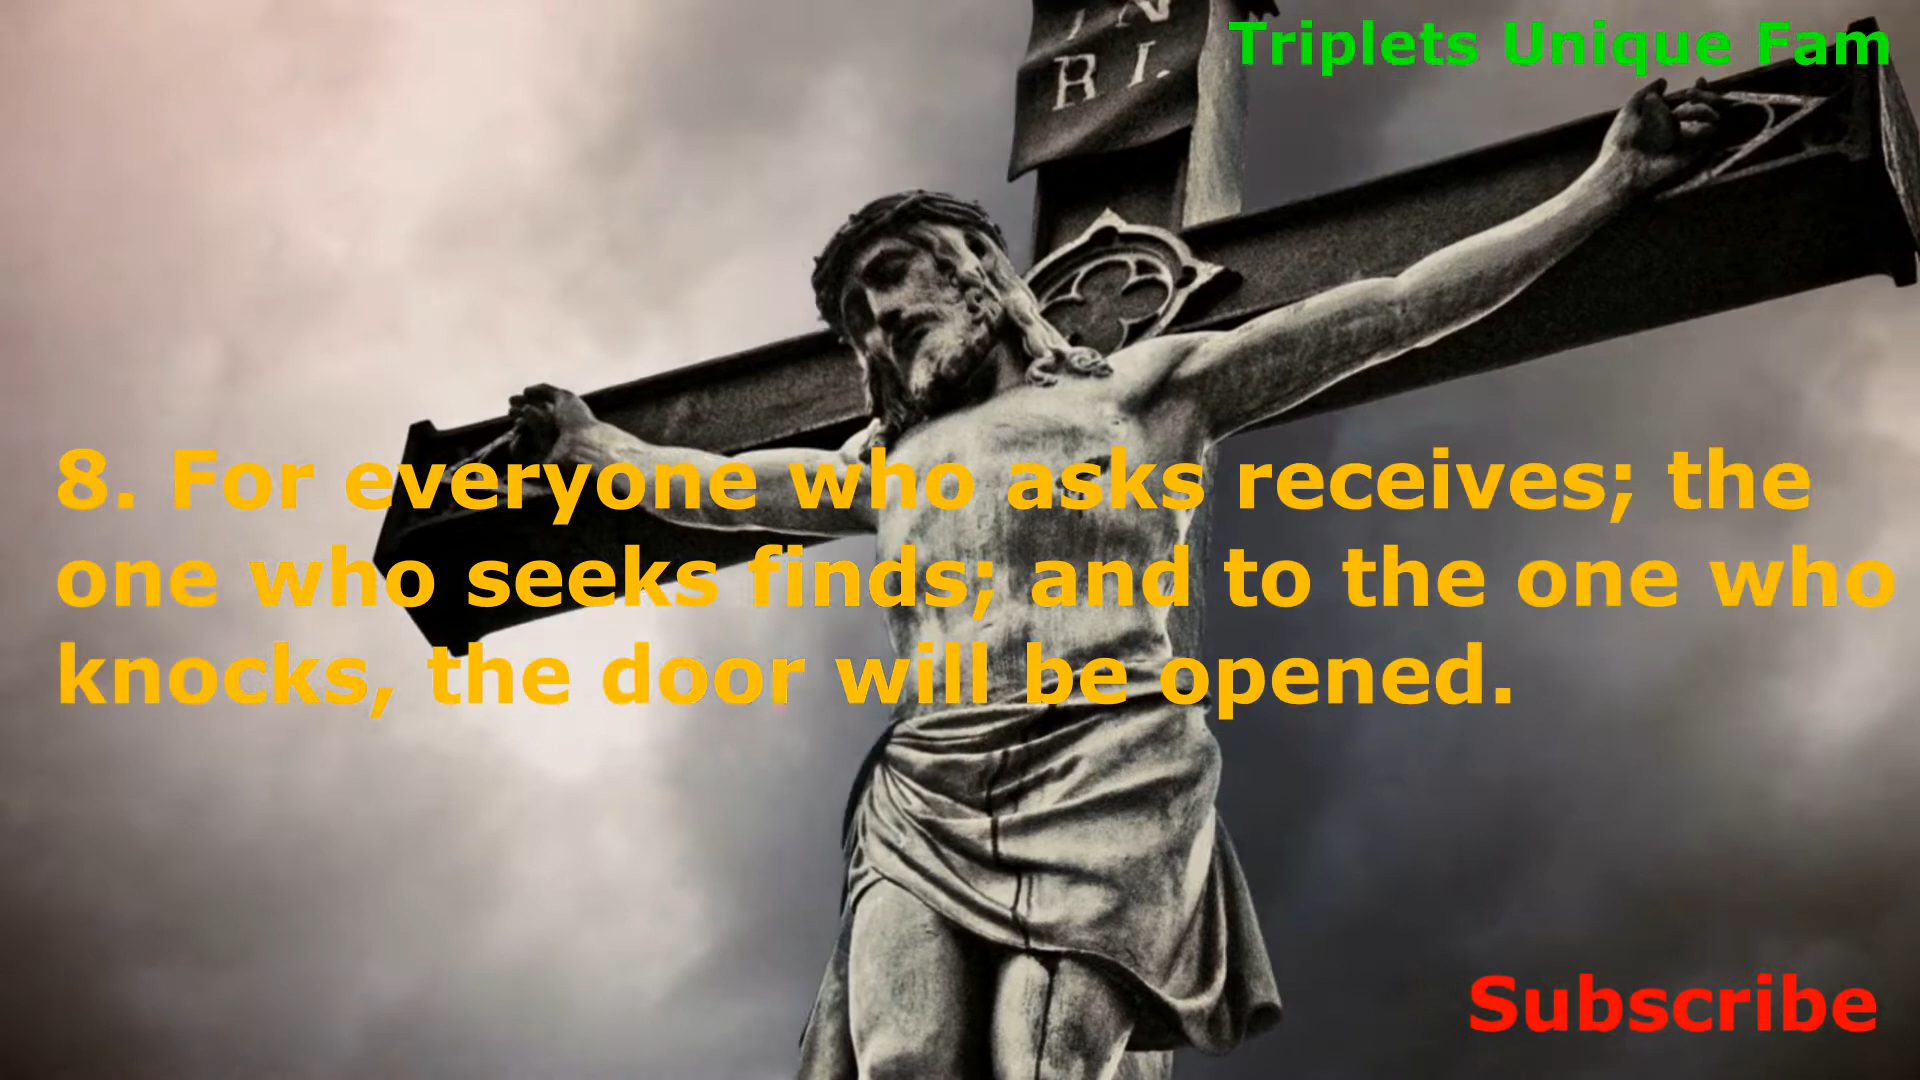 IN
RI.
Triplets Unique Fam
8. For everyone who asks receives; the
one who seeks finds; and to the one who
knocks, the door will be opened.
Subscribe